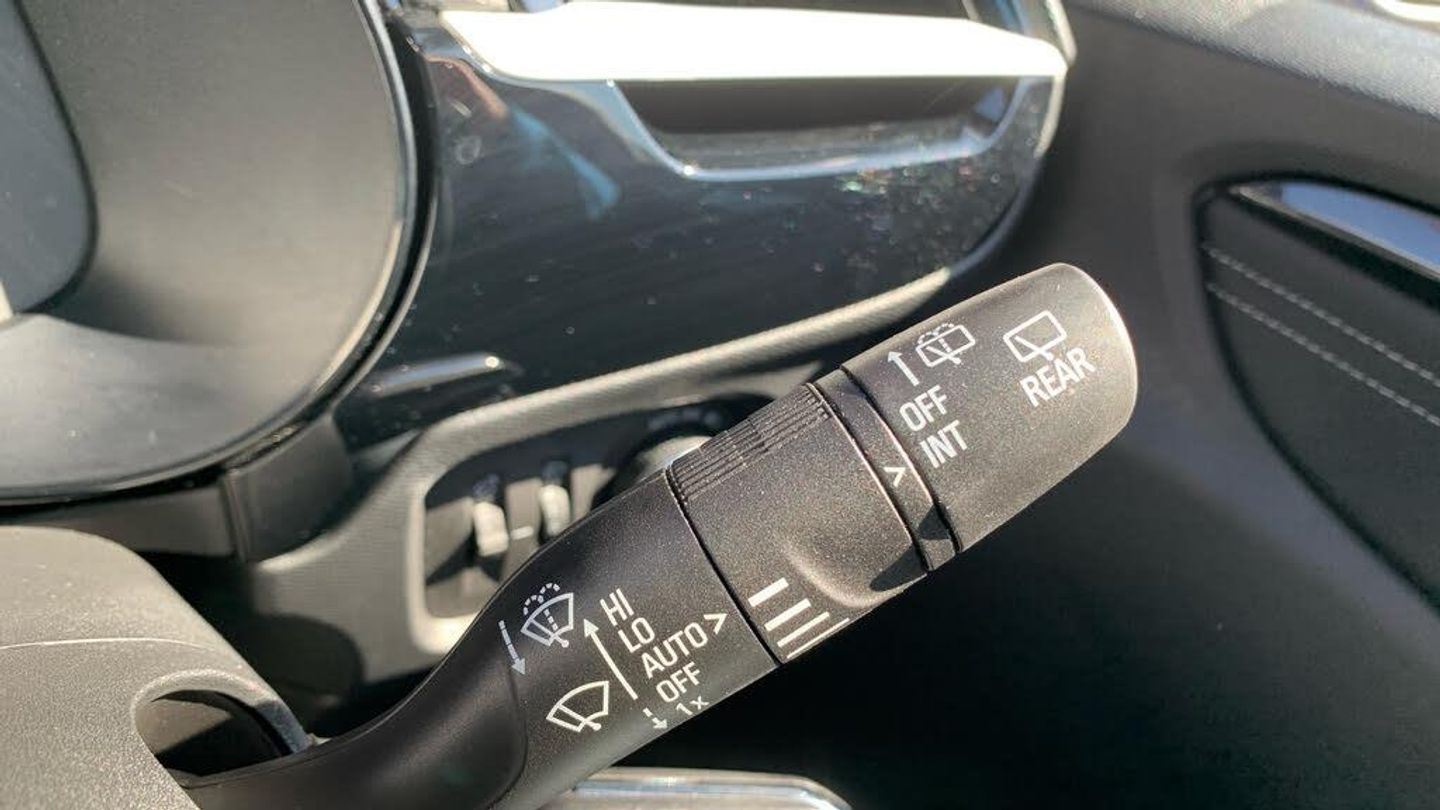 OFF
INT
REAR
HI
LO
AUTO >
OFF
1x